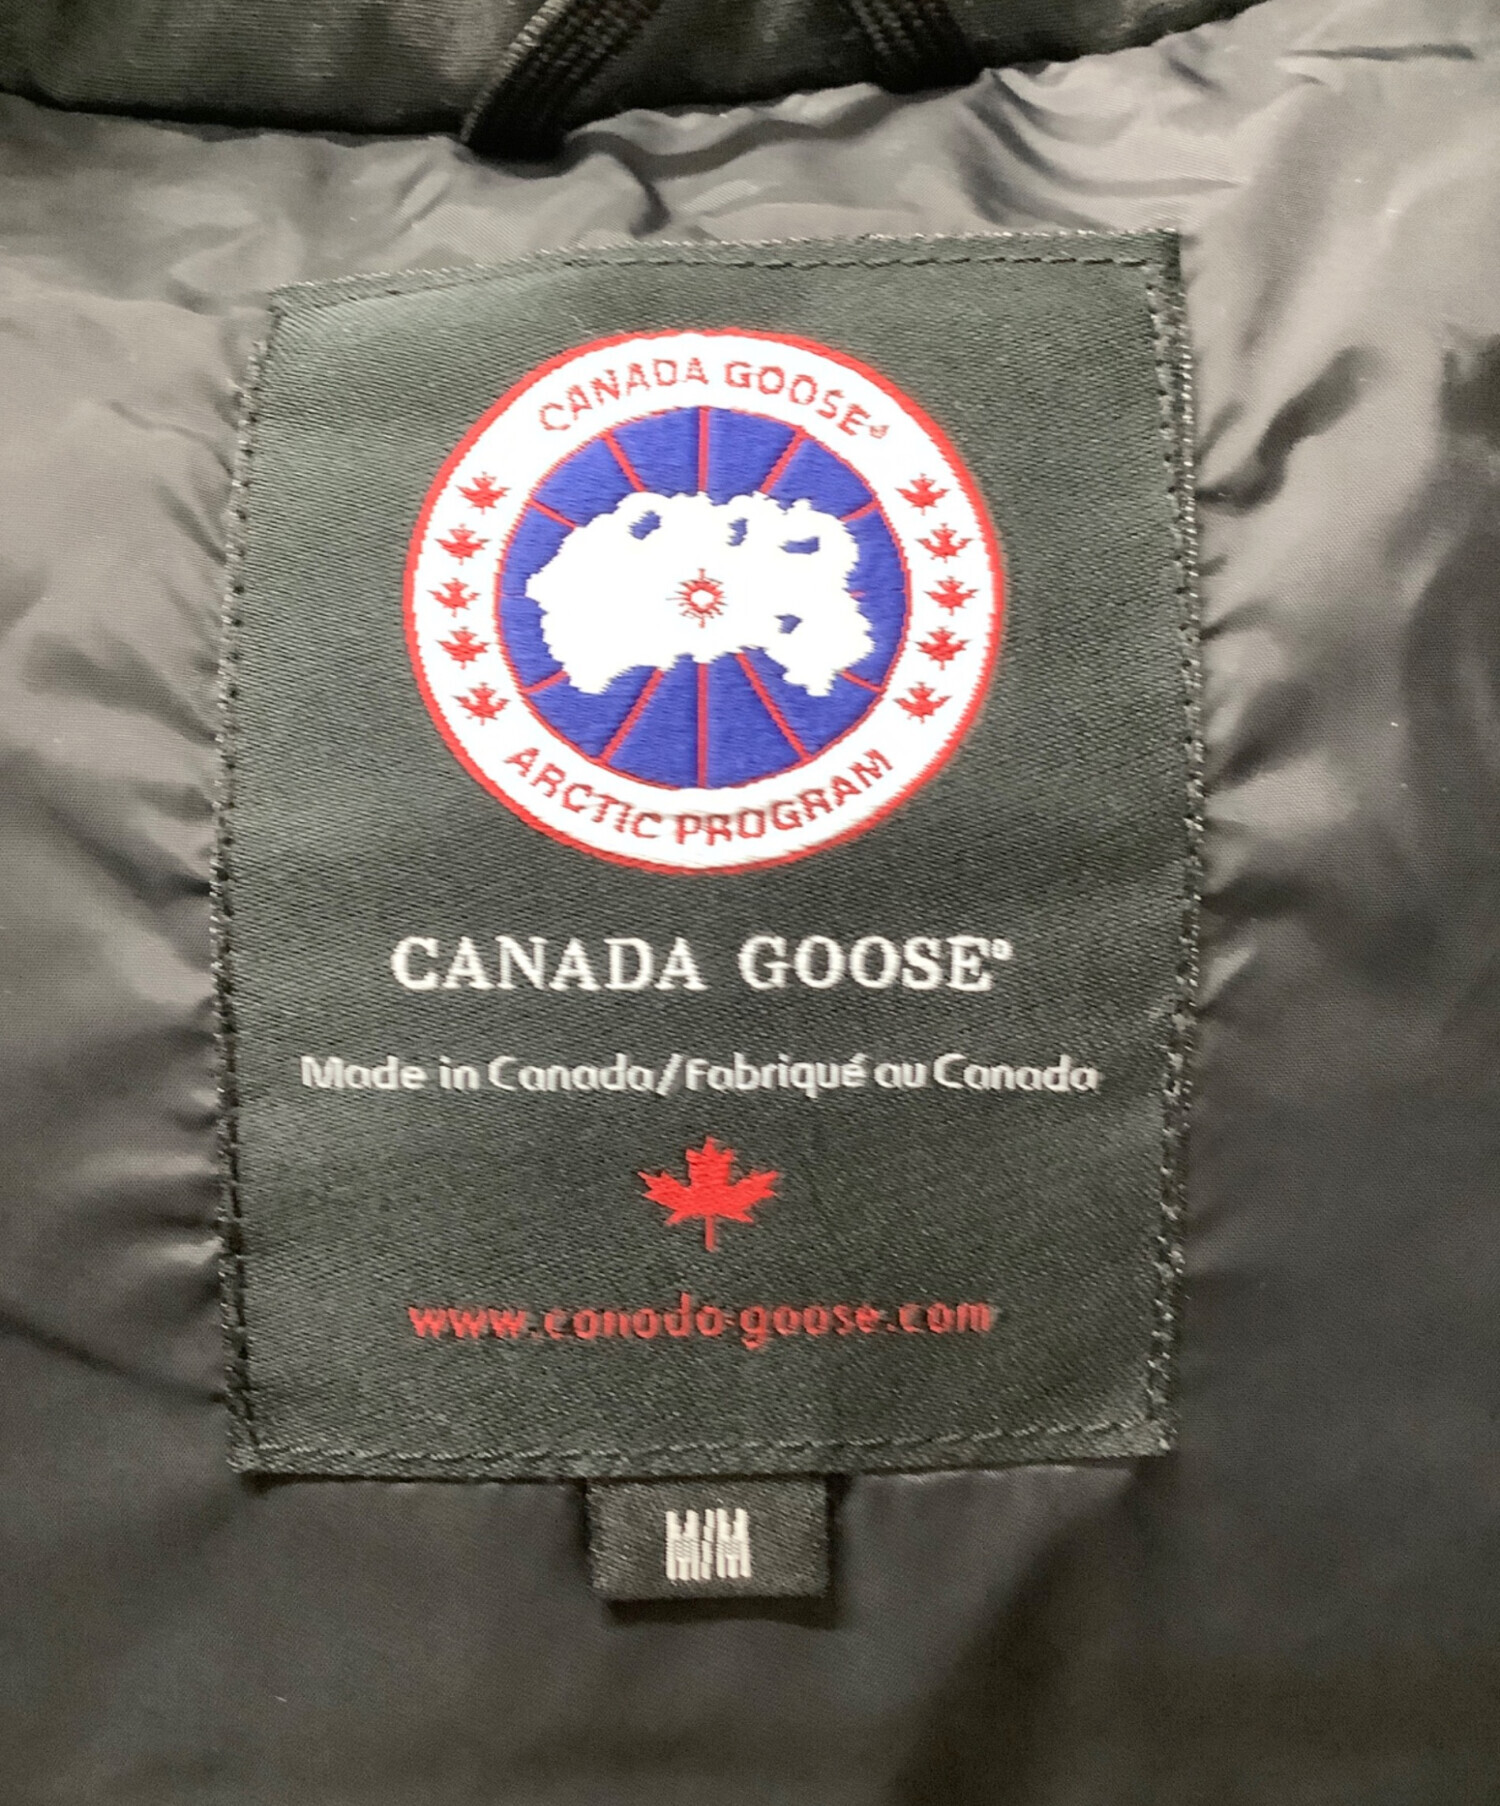 CANADA GOOSE®
ARCTIC PROGRAM
CANADA GOOSE®
Made in Canada/Fabriqué au Canada
www.canada-goose.com
M/M